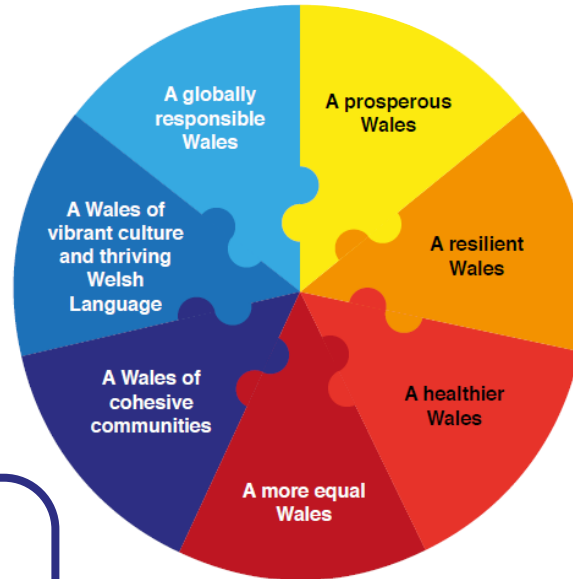 A globally
responsible
Wales
A prosperous
Wales
A Wales of
vibrant culture
and thriving
Welsh
Language
A resilient
Wales
A Wales of
cohesive
communities
A healthier
Wales
A more equal
Wales